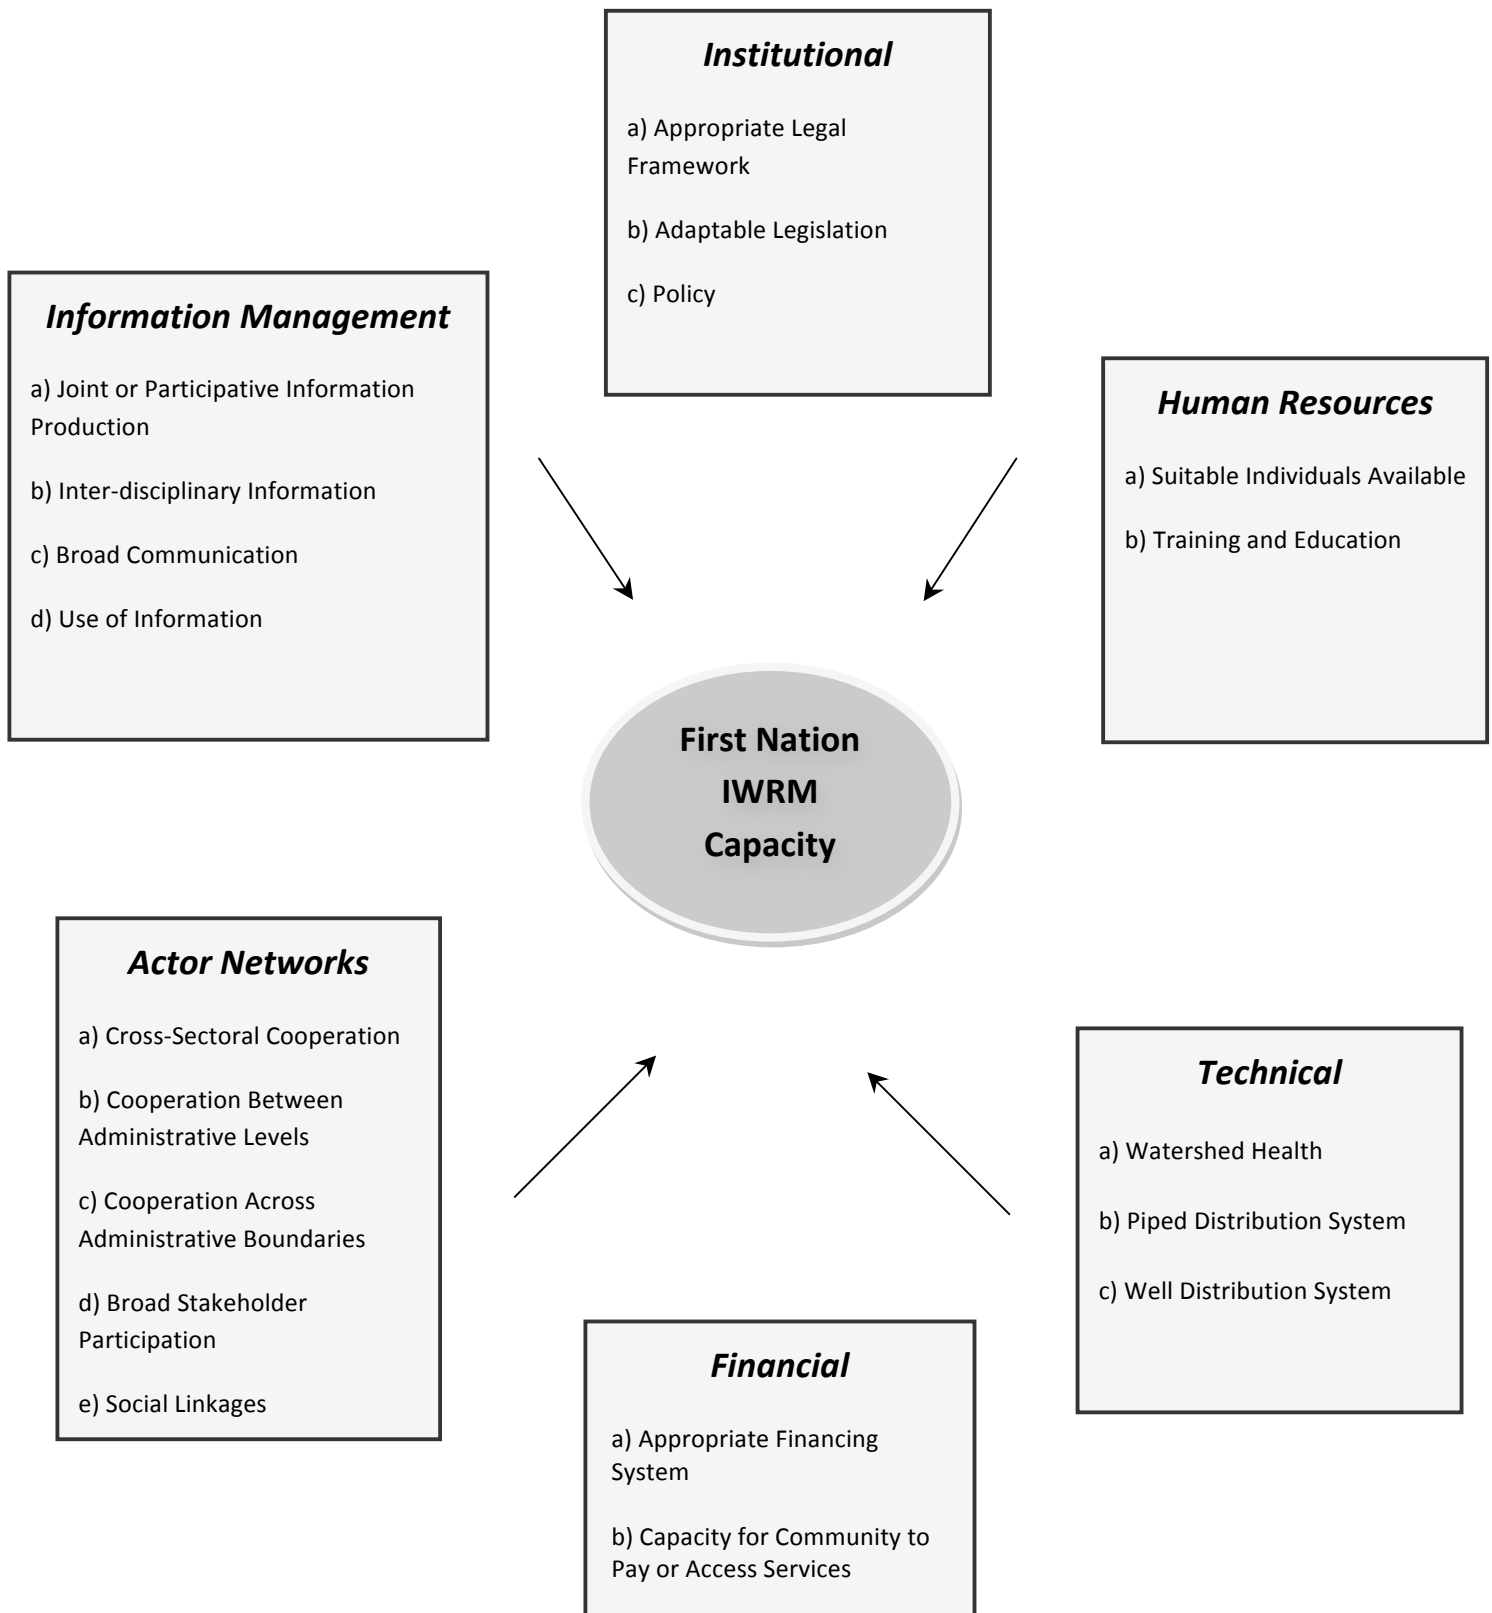 Institutional
a) Appropriate Legal
Framework
b) Adaptable Legislation
c) Policy
Information Management
a) Joint or Participative Information
Production
b) Inter-disciplinary Information
c) Broad Communication
d) Use of Information
Human Resources
a) Suitable Individuals Available
b) Training and Education
First Nation
IWRM
Capacity
Actor Networks
a) Cross-Sectoral Cooperation
b) Cooperation Between
Administrative Levels
c) Cooperation Across
Administrative Boundaries
d) Broad Stakeholder
Participation
e) Social Linkages
Technical
a) Watershed Health
b) Piped Distribution System
c) Well Distribution System
Financial
a) Appropriate Financing
System
b) Capacity for Community to
Pay or Access Services